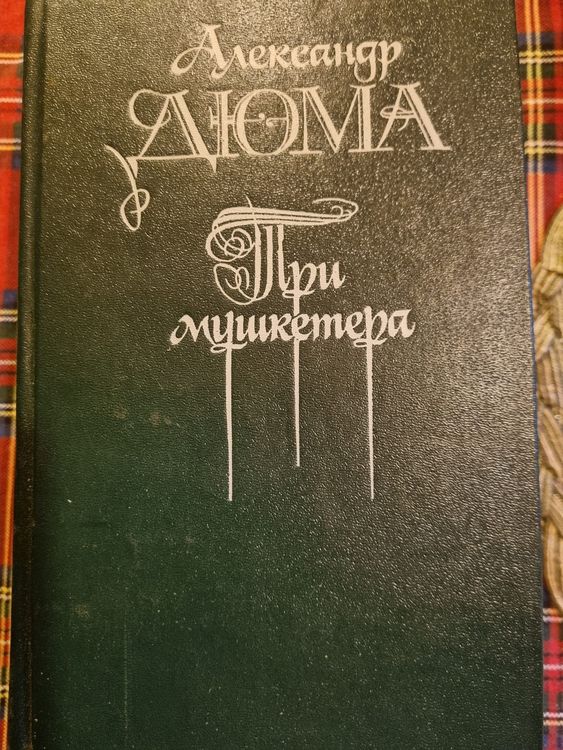 Александр
ДЮМА
Три
мушкетера